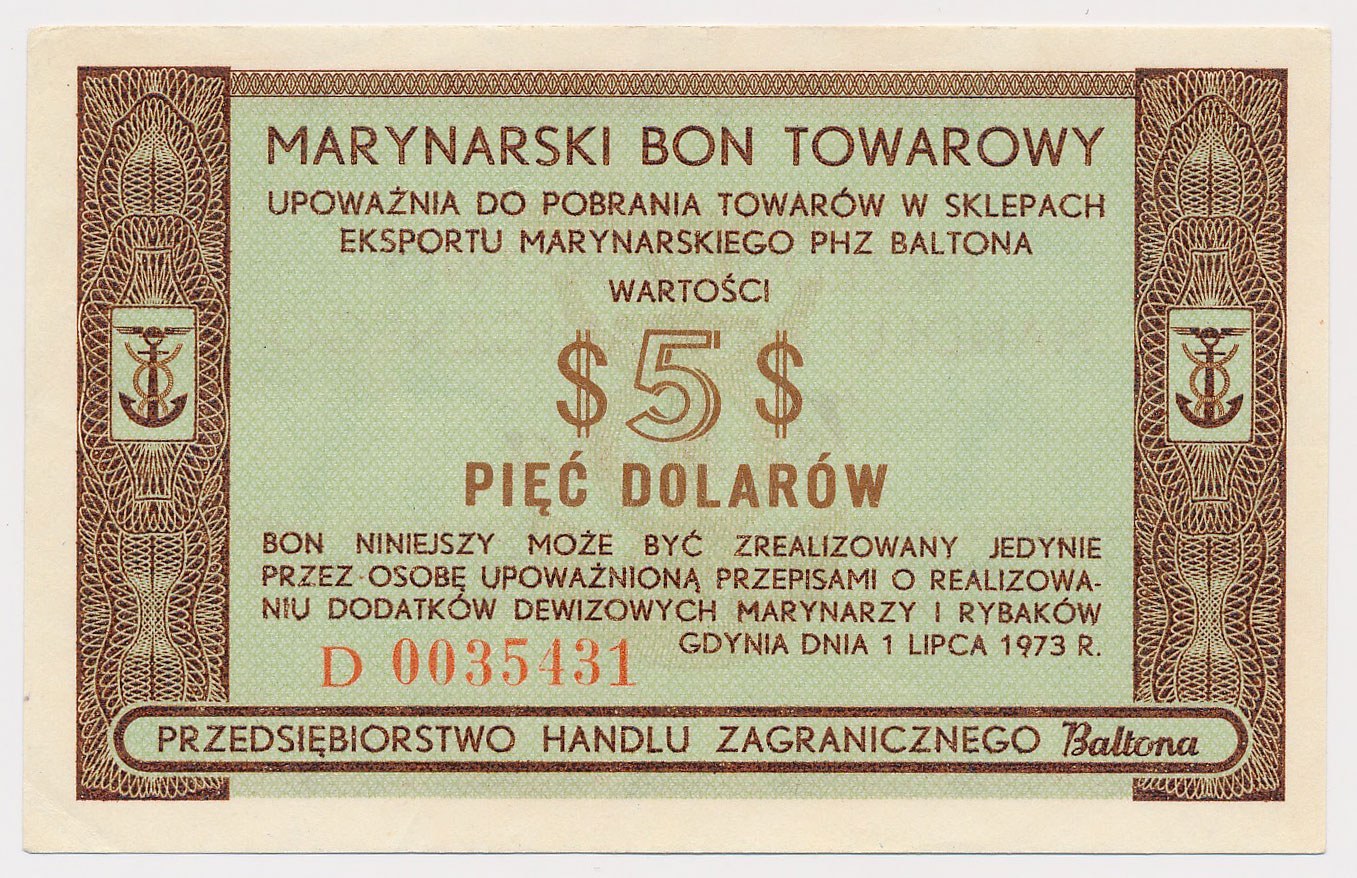 MARYNARSKI BON TOWAROWY
UPOWAŻNIA DO POBRANIA TOWARÓW W SKLEPACH
EKSPORTU MARYNARSKIEGO PHZ BALTONA
WARTOŚCI
$ 5 $
PIĘĆ DOLARÓW
BON NINIEJSZY MOŻE BYĆ ZREALIZOWANY JEDYNIE
PRZEZ OSOBĘ UPOWAŻNIONĄ PRZEPISAMI O REALIZOWA-
NIU DODATKÓW DEWIZOWYCH MARYNARZY I RYBAKÓW
GDYNIA DNIA 1 LIPCA 1973 R.
D 0035431
PRZEDSIĘBIORSTWO HANDLU ZAGRANICZNEGO Baltona